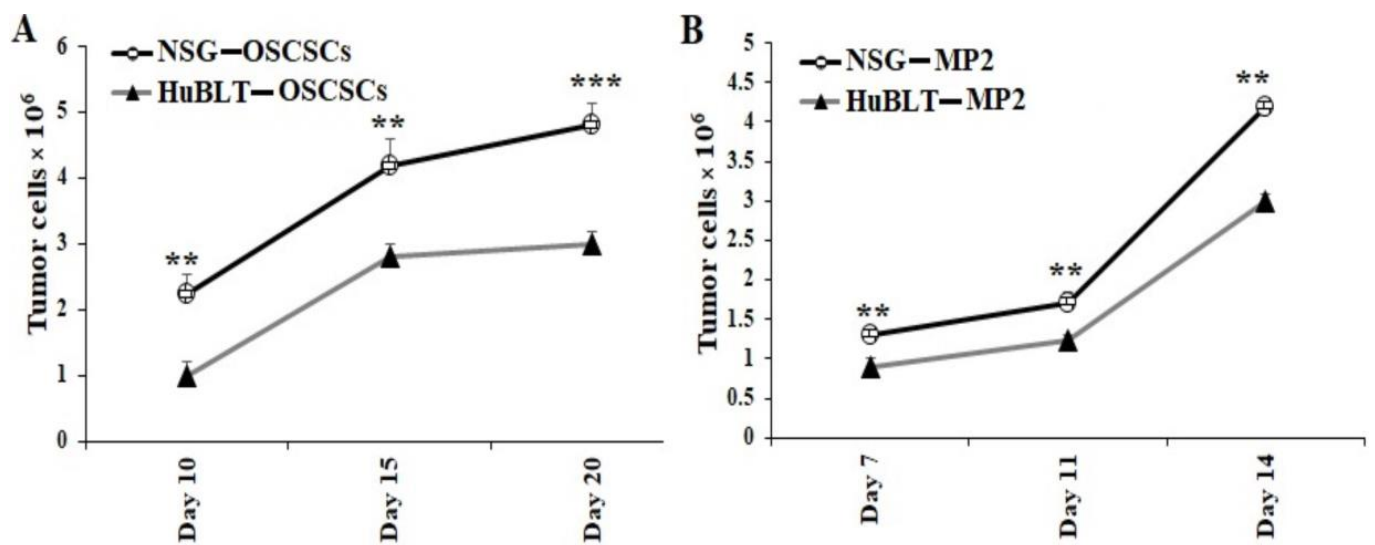 A
NSG—OSCSCs
HuBLT—OSCSCs
Tumor cells × 10⁶
6
5
4
3
2
1
0
**
**
***
Day 10
Day 15
Day 20
B
NSG—MP2
HuBLT—MP2
Tumor cells × 10⁶
5
4.5
4
3.5
3
2.5
2
1.5
1
0.5
0
**
**
**
Day 7
Day 11
Day 14